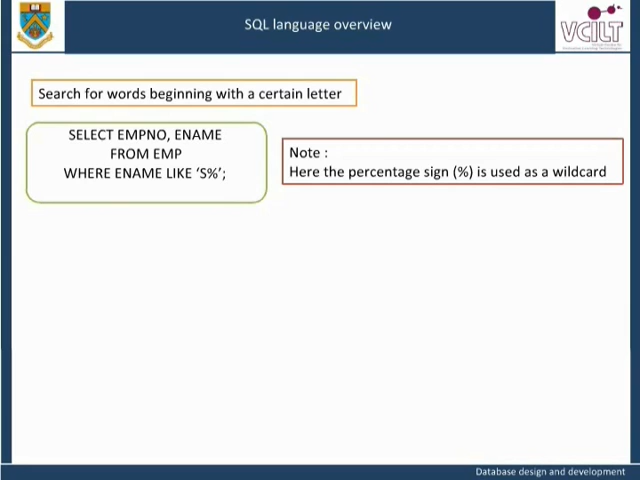 SQL language overview
VCILT
Search for words beginning with a certain letter
SELECT EMPNO, ENAME
FROM EMP
WHERE ENAME LIKE ‘S%’;
Note :
Here the percentage sign (%) is used as a wildcard
Database design and development